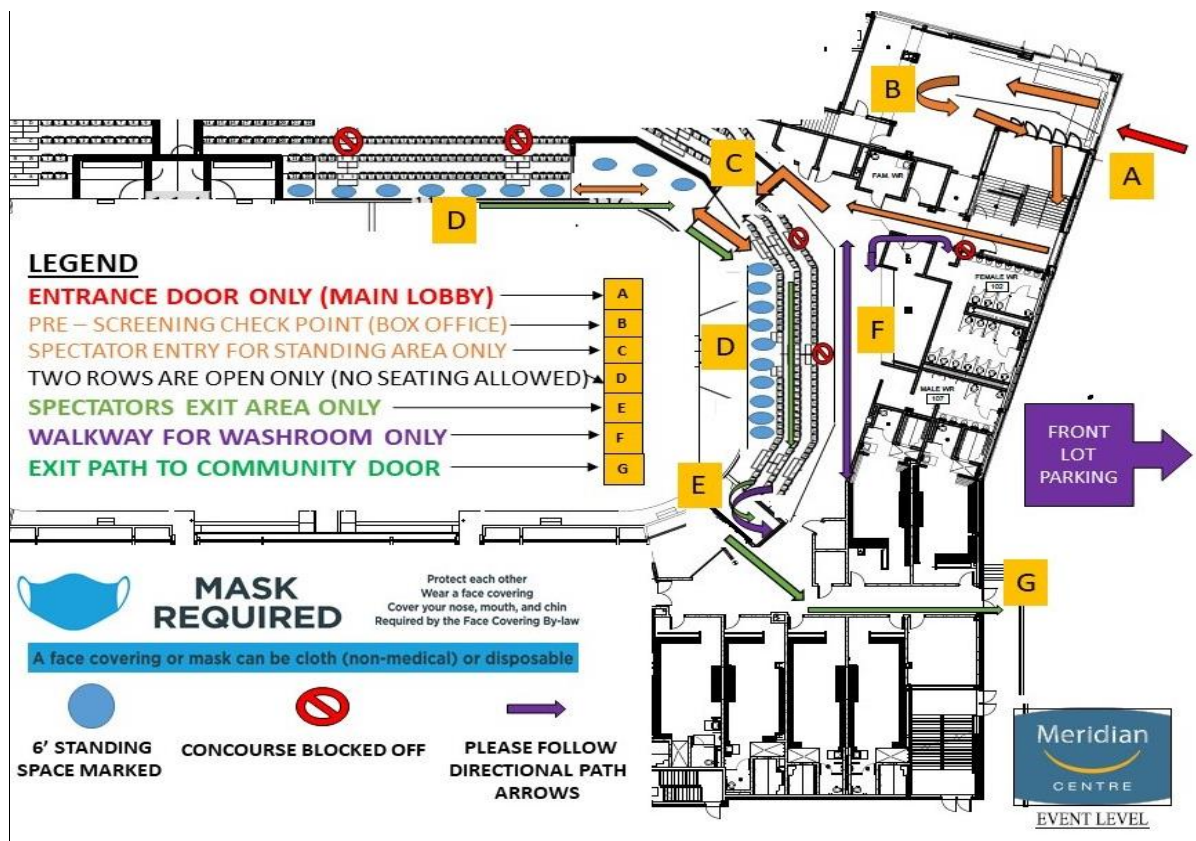 B
A
C
FAM. WR
D
LEGEND
ENTRANCE DOOR ONLY (MAIN LOBBY)
A
PRE – SCREENING CHECK POINT (BOX OFFICE)
B
SPECTATOR ENTRY FOR STANDING AREA ONLY
C
TWO ROWS ARE OPEN ONLY (NO SEATING ALLOWED)
D
SPECTATORS EXIT AREA ONLY
E
WALKWAY FOR WASHROOM ONLY
F
EXIT PATH TO COMMUNITY DOOR
G
FEMALE WR
102
F
D
MALE WR
107
FRONT
LOT
PARKING
E
G
MASK
REQUIRED
Protect each other
Wear a face covering
Cover your nose, mouth, and chin
Required by the Face Covering By-law
A face covering or mask can be cloth (non-medical) or disposable
6' STANDING
SPACE MARKED
CONCOURSE BLOCKED OFF
PLEASE FOLLOW
DIRECTIONAL PATH
ARROWS
Meridian
CENTRE
EVENT LEVEL